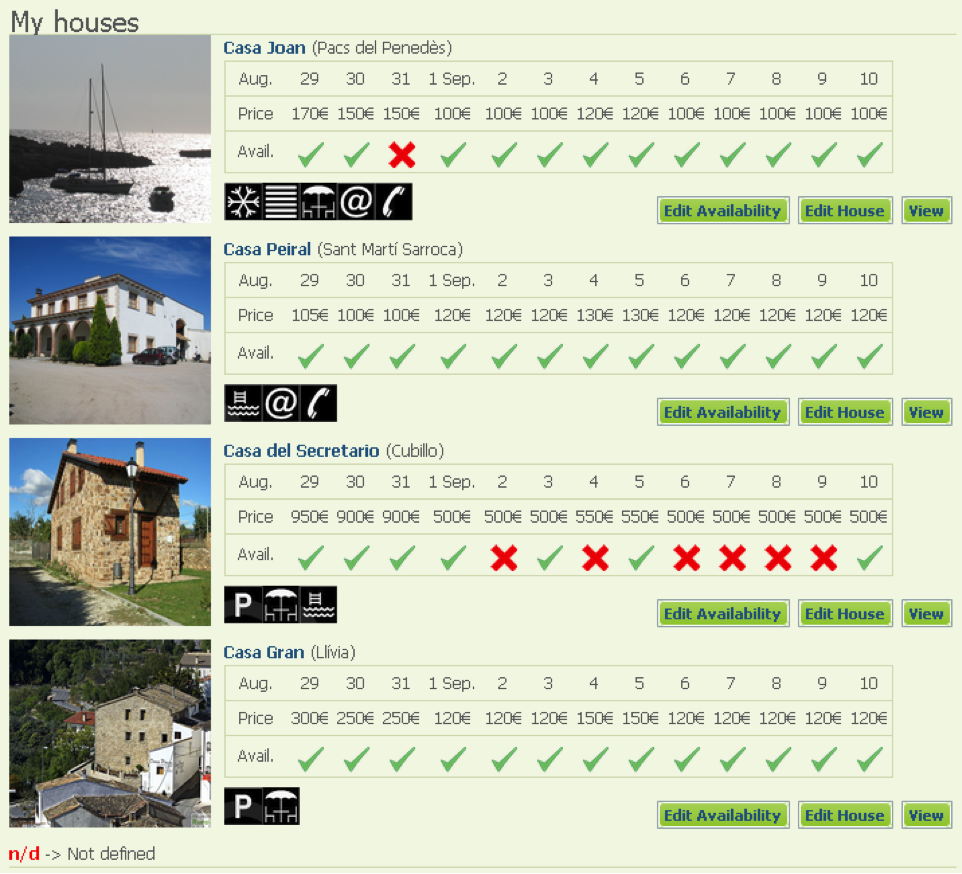 My houses
Casa Joan (Pacs del Penedès)
Aug. 29 30 31 1 Sep. 2 3 4 5 6 7 8 9 10
Price 170€ 150€ 150€ 100€ 100€ 100€ 120€ 120€ 100€ 100€ 100€ 100€ 100€
Avail.
@
Edit Availability Edit House View
Casa Peiral (Sant Martí Sarroca)
Aug. 29 30 31 1 Sep. 2 3 4 5 6 7 8 9 10
Price 105€ 100€ 100€ 120€ 120€ 120€ 130€ 130€ 120€ 120€ 120€ 120€ 120€
Avail.
@
Edit Availability Edit House View
Casa del Secretario (Cubillo)
Aug. 29 30 31 1 Sep. 2 3 4 5 6 7 8 9 10
Price 950€ 900€ 900€ 500€ 500€ 500€ 550€ 550€ 500€ 500€ 500€ 500€ 500€
Avail.
P
Edit Availability Edit House View
Casa Gran (Llívia)
Aug. 29 30 31 1 Sep. 2 3 4 5 6 7 8 9 10
Price 300€ 250€ 250€ 120€ 120€ 120€ 150€ 150€ 120€ 120€ 120€ 120€ 120€
Avail.
P
Edit Availability Edit House View
n/d -> Not defined